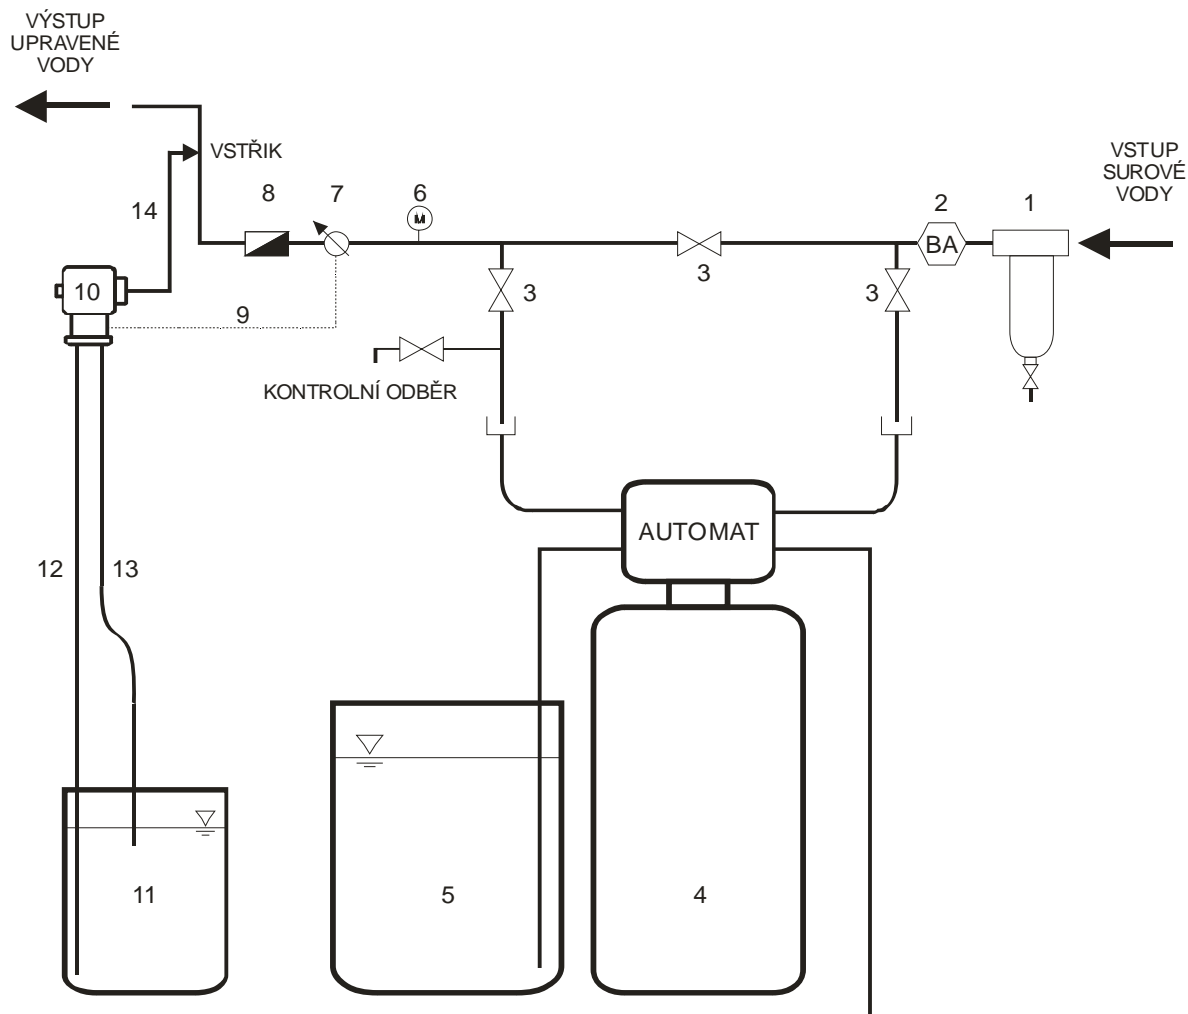 VÝSTUP
UPRAVENÉ
VODY
VSTŘIK
VSTUP
SUROVÉ
VODY
8
7
6
2
1
14
M
BA
3
10
3
3
9
KONTROLNÍ ODBĚR
AUTOMAT
12
13
11
5
4